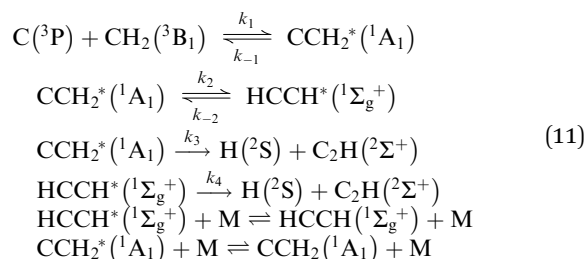 C(³P) + CH₂(³B₁) ⇌ CCH₂*(¹A₁) k₁ k₋₁
CCH₂*(¹A₁) ⇌ HCCH*(¹Σg⁺) k₂ k₋₂
CCH₂*(¹A₁) → H(²S) + C₂H(²Σ⁺) k₃
HCCH*(¹Σg⁺) → H(²S) + C₂H(²Σ⁺) k₄
HCCH*(¹Σg⁺) + M ⇌ HCCH(¹Σg⁺) + M
CCH₂*(¹A₁) + M ⇌ CCH₂(¹A₁) + M
(11)